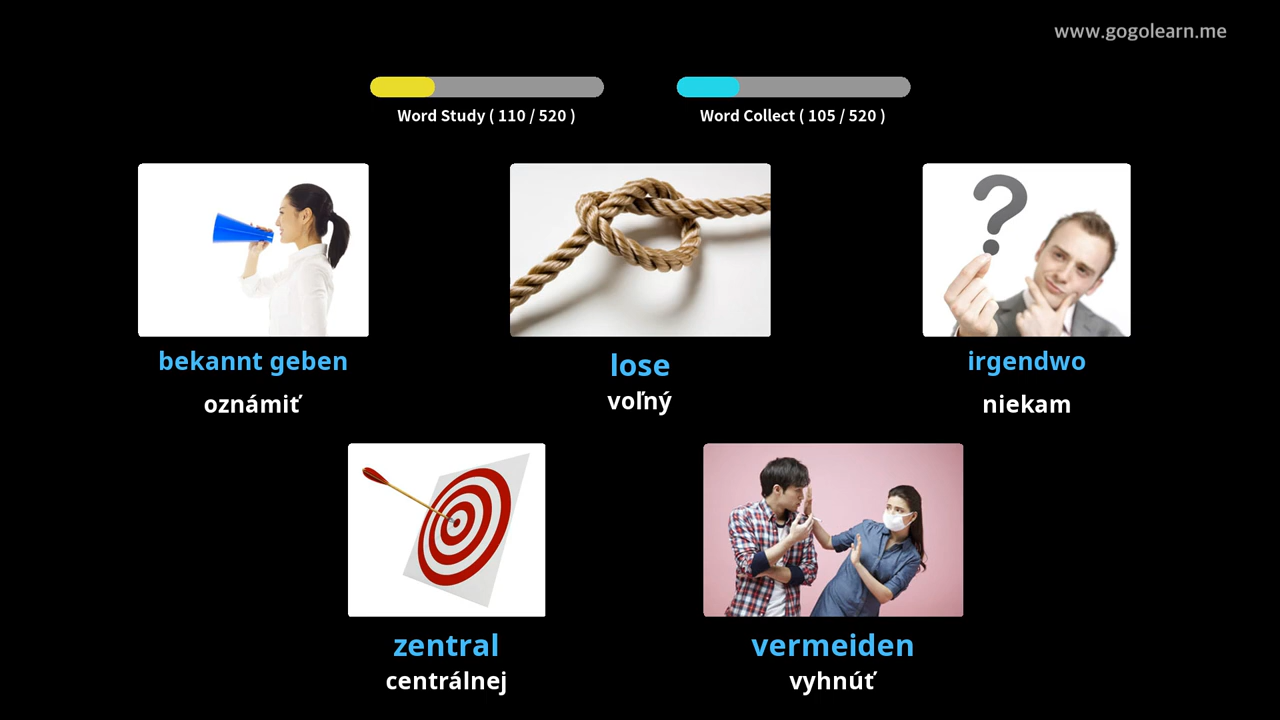 www.gogolearn.me
Word Study ( 110 / 520 )
Word Collect ( 105 / 520 )
bekannt geben
oznámiť
lose
voľný
irgendwo
niekam
zentral
centrálnej
vermeiden
vyhnúť